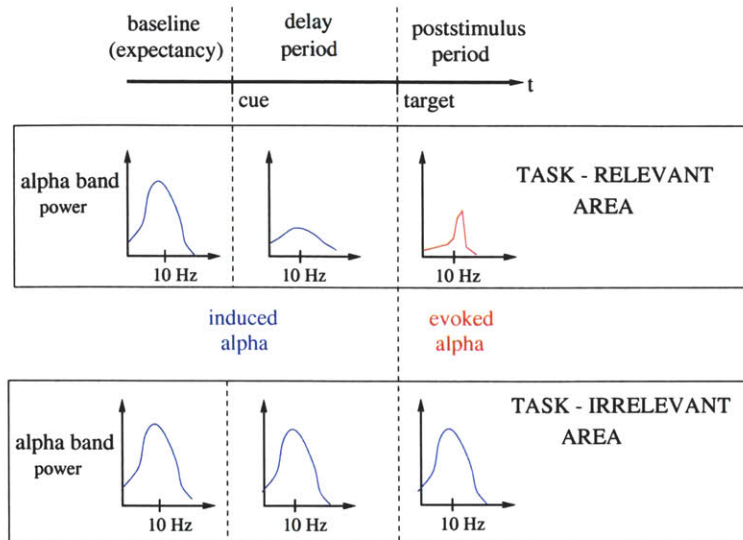 baseline
(expectancy)
delay
period
poststimulus
period
t
cue
target
alpha band
power
10 Hz
10 Hz
10 Hz
TASK - RELEVANT
AREA
induced
alpha
evoked
alpha
alpha band
power
10 Hz
10 Hz
10 Hz
TASK - IRRELEVANT
AREA